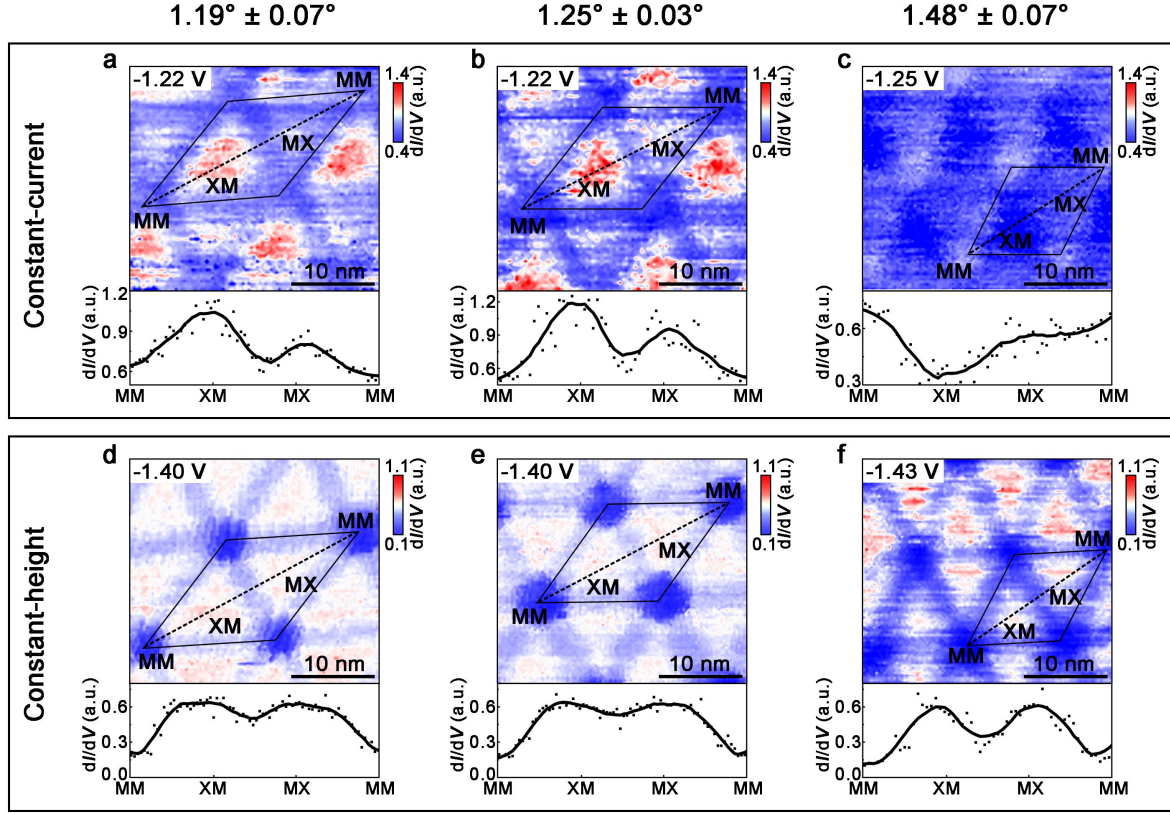 1.19° ± 0.07° 1.25° ± 0.03° 1.48° ± 0.07°
Constant-current
a
-1.22 V
MM
MX
XM
MM
10 nm
1.4
0.4
dI/dV (a.u.)
1.2
0.9
0.6
dI/dV (a.u.)
MM XM MX MM
b
-1.22 V
MM
MX
XM
MM
10 nm
1.4
0.4
dI/dV (a.u.)
1.2
0.9
0.6
dI/dV (a.u.)
MM XM MX MM
c
-1.25 V
MM
MX
XM
MM
10 nm
1.4
0.4
dI/dV (a.u.)
0.6
0.3
dI/dV (a.u.)
MM XM MX MM
Constant-height
d
-1.40 V
MM
MX
XM
MM
10 nm
1.1
0.1
dI/dV (a.u.)
0.6
0.3
0.0
dI/dV (a.u.)
MM XM MX MM
e
-1.40 V
MM
MX
XM
MM
10 nm
1.1
0.1
dI/dV (a.u.)
0.6
0.3
0.0
dI/dV (a.u.)
MM XM MX MM
f
-1.43 V
MM
MX
XM
MM
10 nm
1.1
0.1
dI/dV (a.u.)
0.6
0.3
0.0
dI/dV (a.u.)
MM XM MX MM